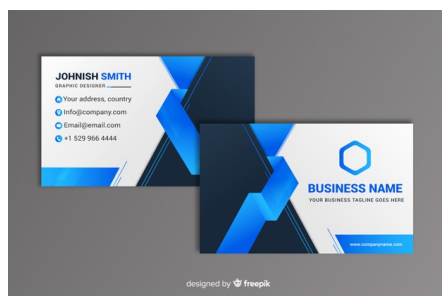 JOHNISH SMITH
GRAPHIC DESIGNER
Your address, country
Info@company.com
Email@email.com
+1 529 966 4444
BUSINESS NAME
YOUR BUSINESS TAGLINE GOES HERE
www.companyname.com
designed by freepik